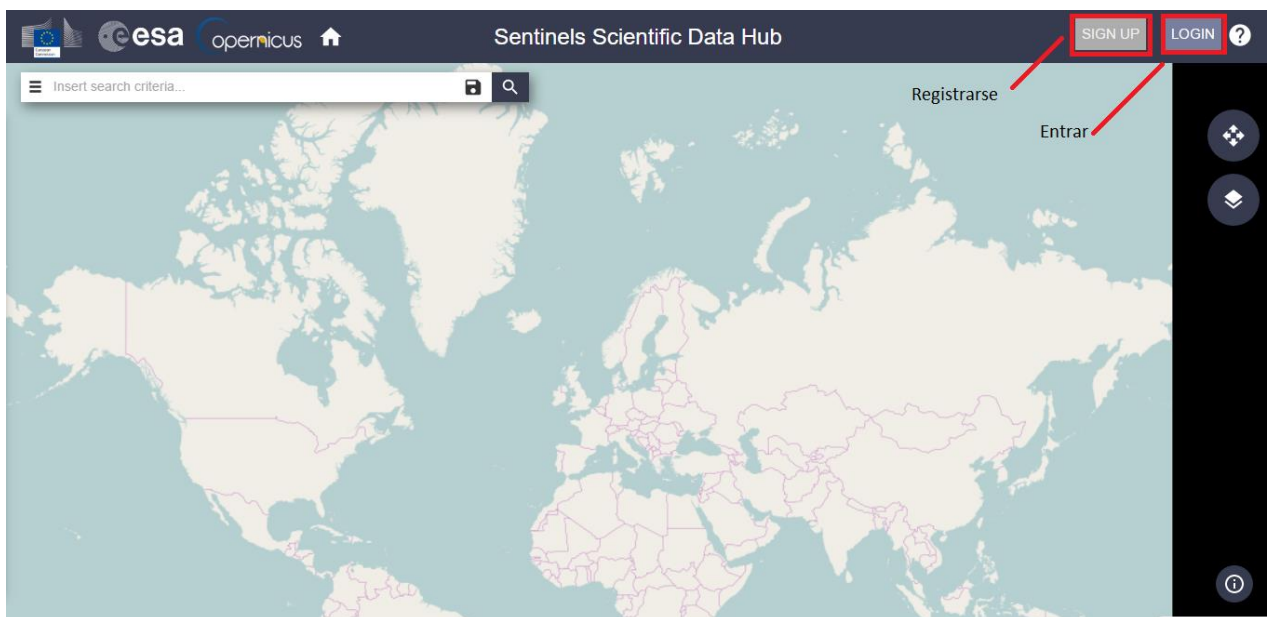 esa
opernicus
Sentinels Scientific Data Hub
SIGN UP
LOGIN
?
Insert search criteria...
Registrarse
Entrar